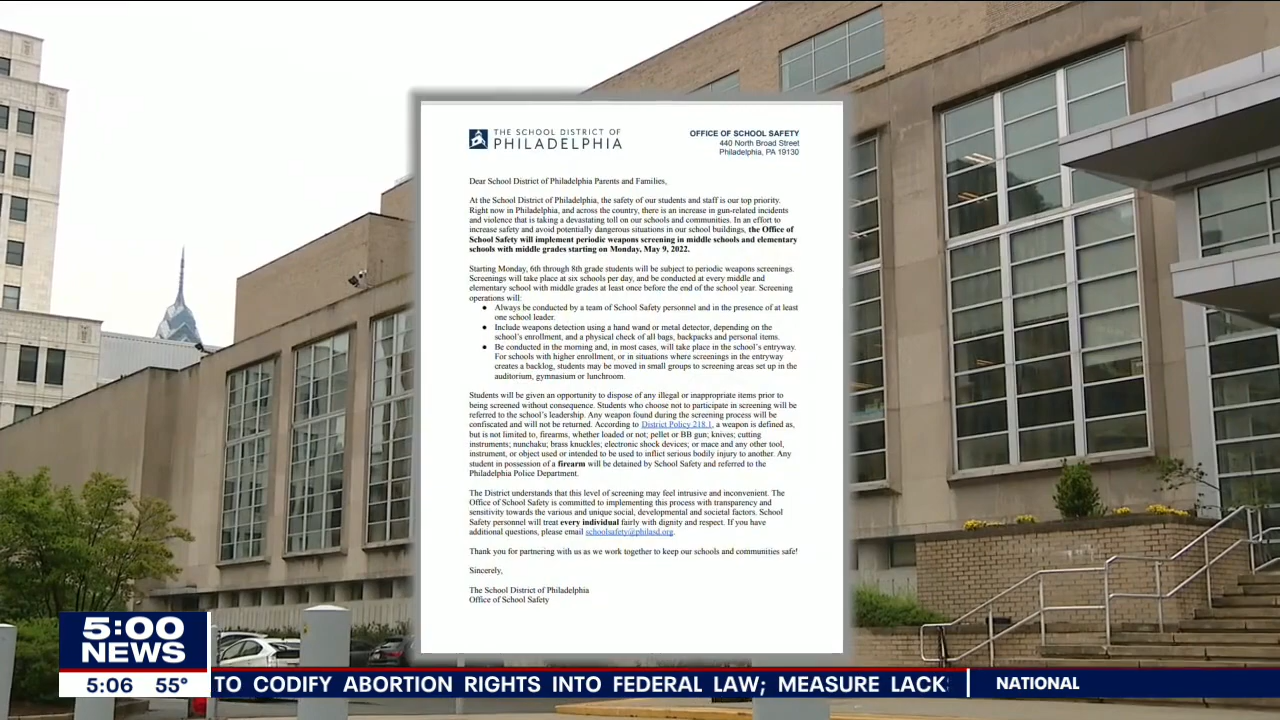 THE SCHOOL DISTRICT OF
PHILADELPHIA
OFFICE OF SCHOOL SAFETY
440 North Broad Street
Philadelphia, PA 19130
Dear School District of Philadelphia Parents and Families,
At the School District of Philadelphia, the safety of our students and staff is our top priority.
Right now in Philadelphia, and across the country, there is an increase in gun-related incidents
and violence that is taking a devastating toll on our schools and communities. In an effort to
increase safety and avoid potentially dangerous situations in our school buildings, the Office of
School Safety will implement periodic weapons screening in middle schools and elementary
schools with middle grades starting on Monday, May 9, 2022.
Starting Monday, 6th through 8th grade students will be subject to periodic weapons screenings.
Screenings will take place at six schools per day, and be conducted at every middle and
elementary school with middle grades at least once before the end of the school year. Screening
operations will:
● Always be conducted by a team of School Safety personnel and in the presence of at least
one school leader.
● Include weapons detection using a hand wand or metal detector, depending on the
school's enrollment, and a physical check of all bags, backpacks and personal items.
● Be conducted in the morning and, in most cases, will take place in the school's entryway.
For schools with higher enrollment, or in situations where screenings in the entryway
creates a backlog, students may be moved in small groups to screening areas set up in the
auditorium, gymnasium or lunchroom.
Students will be given an opportunity to dispose of any illegal or inappropriate items prior to
being screened without consequence. Students who choose not to participate in screening will be
referred to the school's leadership. Any weapon found during the screening process will be
confiscated and will not be returned. According to District Policy 218.1, a weapon is defined as,
but is not limited to, firearms, whether loaded or not; pellet or BB gun; knives; cutting
instruments; nunchaku; brass knuckles; electronic shock devices; or mace and any other tool,
instrument, or object used or intended to be used to inflict serious bodily injury to another. Any
student in possession of a firearm will be detained by School Safety and referred to the
Philadelphia Police Department.
The District understands that this level of screening may feel intrusive and inconvenient. The
Office of School Safety is committed to implementing this process with transparency and
sensitivity towards the various and unique social, developmental and societal factors. School
Safety personnel will treat every individual fairly with dignity and respect. If you have
additional questions, please email schoolsafety@philasd.org.
Thank you for partnering with us as we work together to keep our schools and communities safe!
Sincerely,
The School District of Philadelphia
Office of School Safety
5:00
NEWS
5:06 55°
TO CODIFY ABORTION RIGHTS INTO FEDERAL LAW; MEASURE LACK
NATIONAL